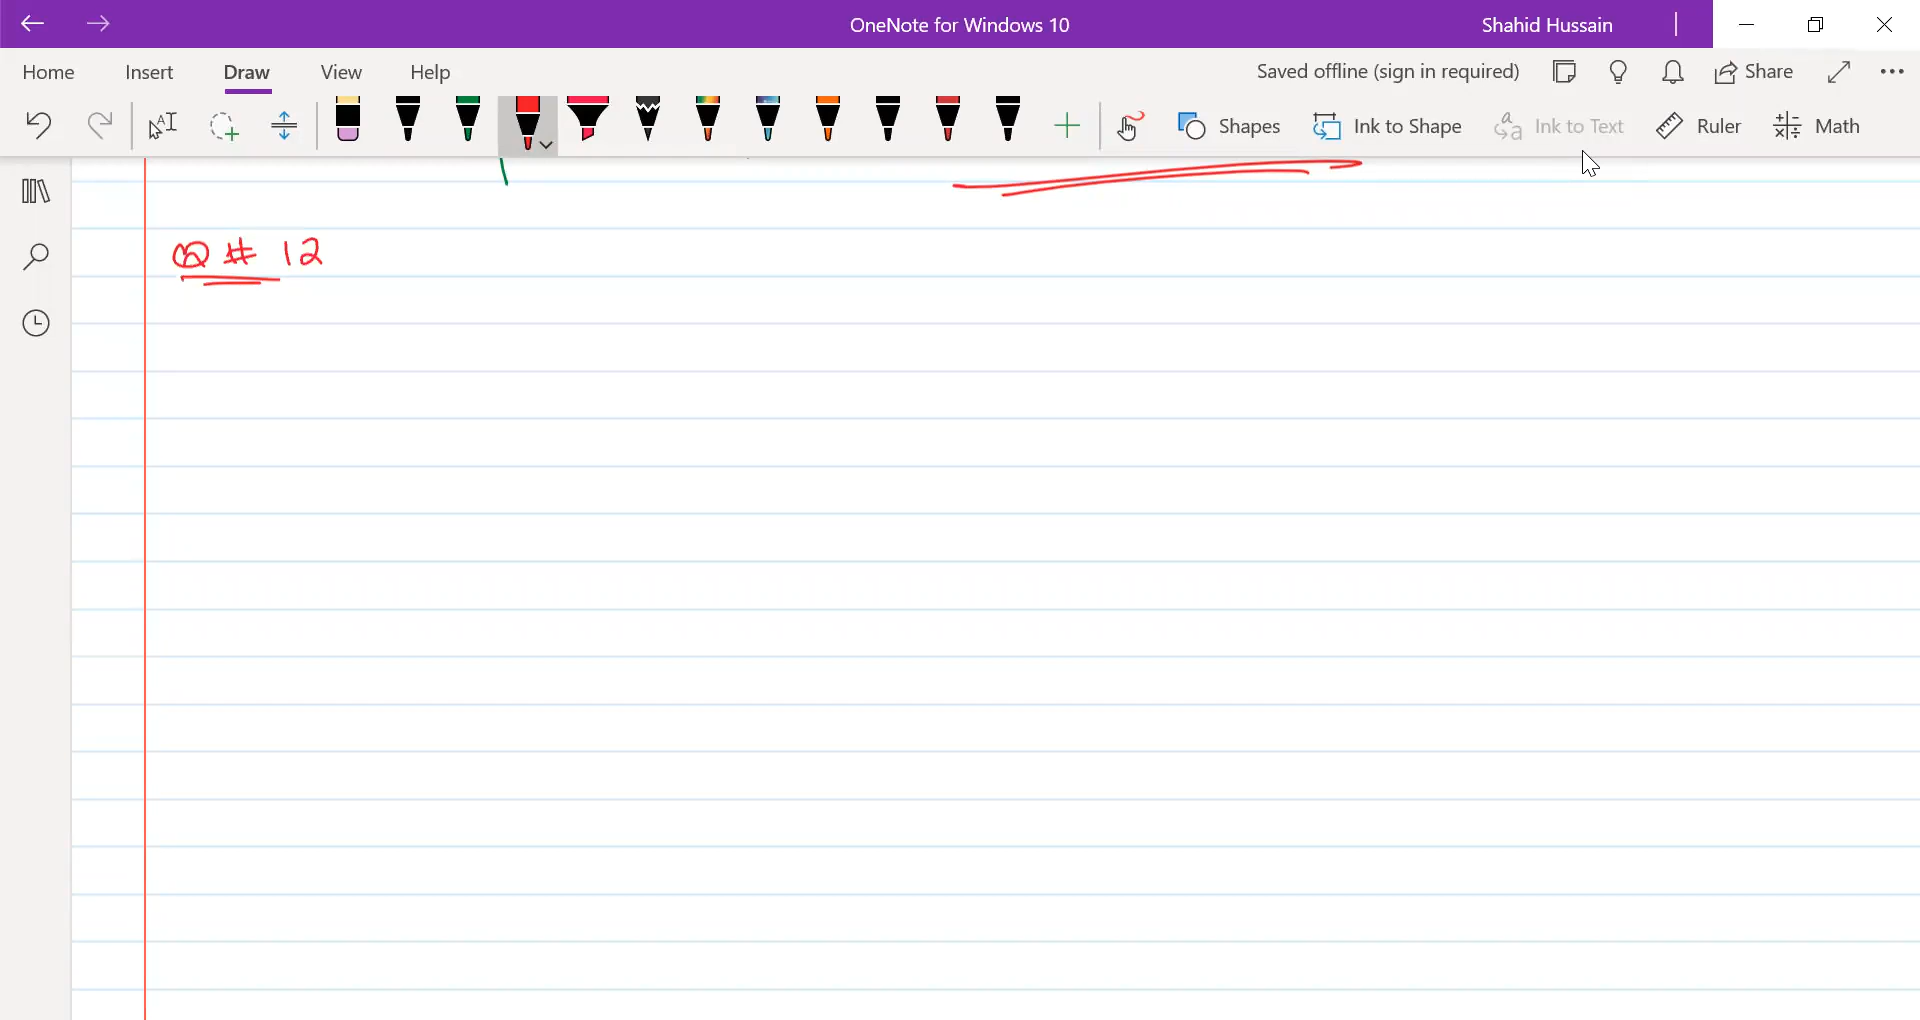 OneNote for Windows 10
Shahid Hussain
Home Insert Draw View Help
Saved offline (sign in required)
Share
Shapes Ink to Shape Ink to Text Ruler Math
Q # 12